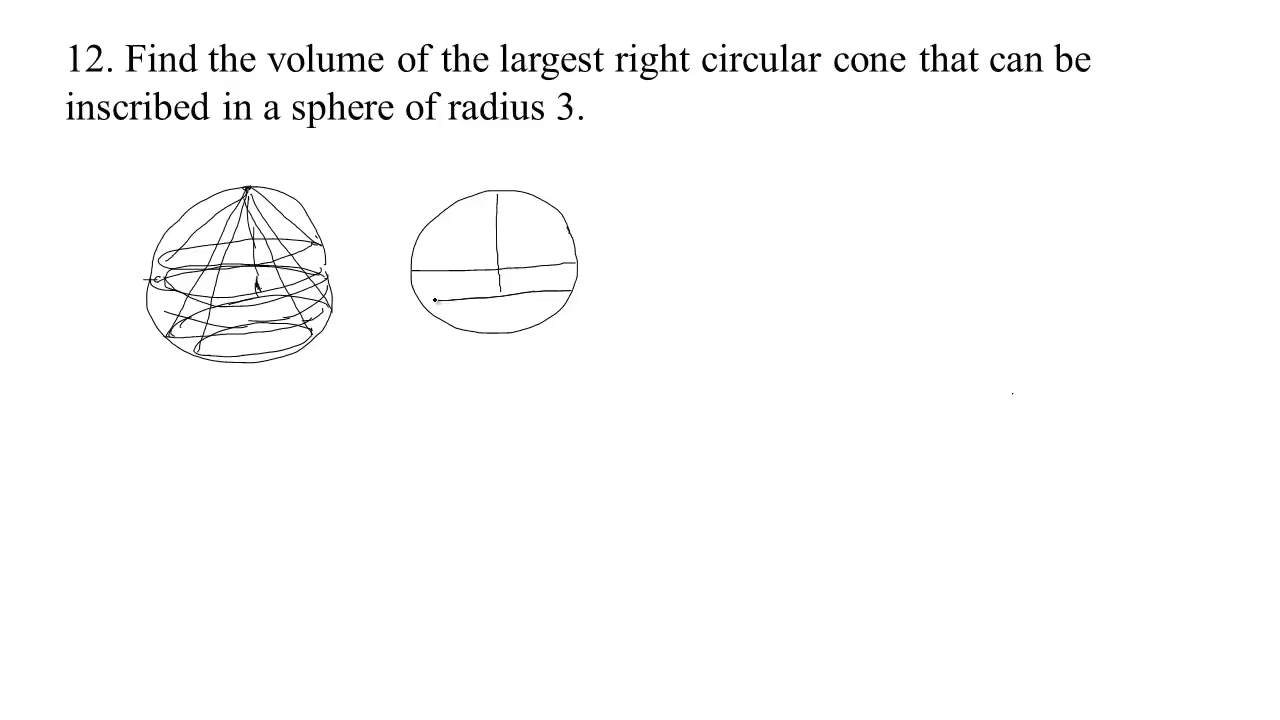 12. Find the volume of the largest right circular cone that can be
inscribed in a sphere of radius 3.